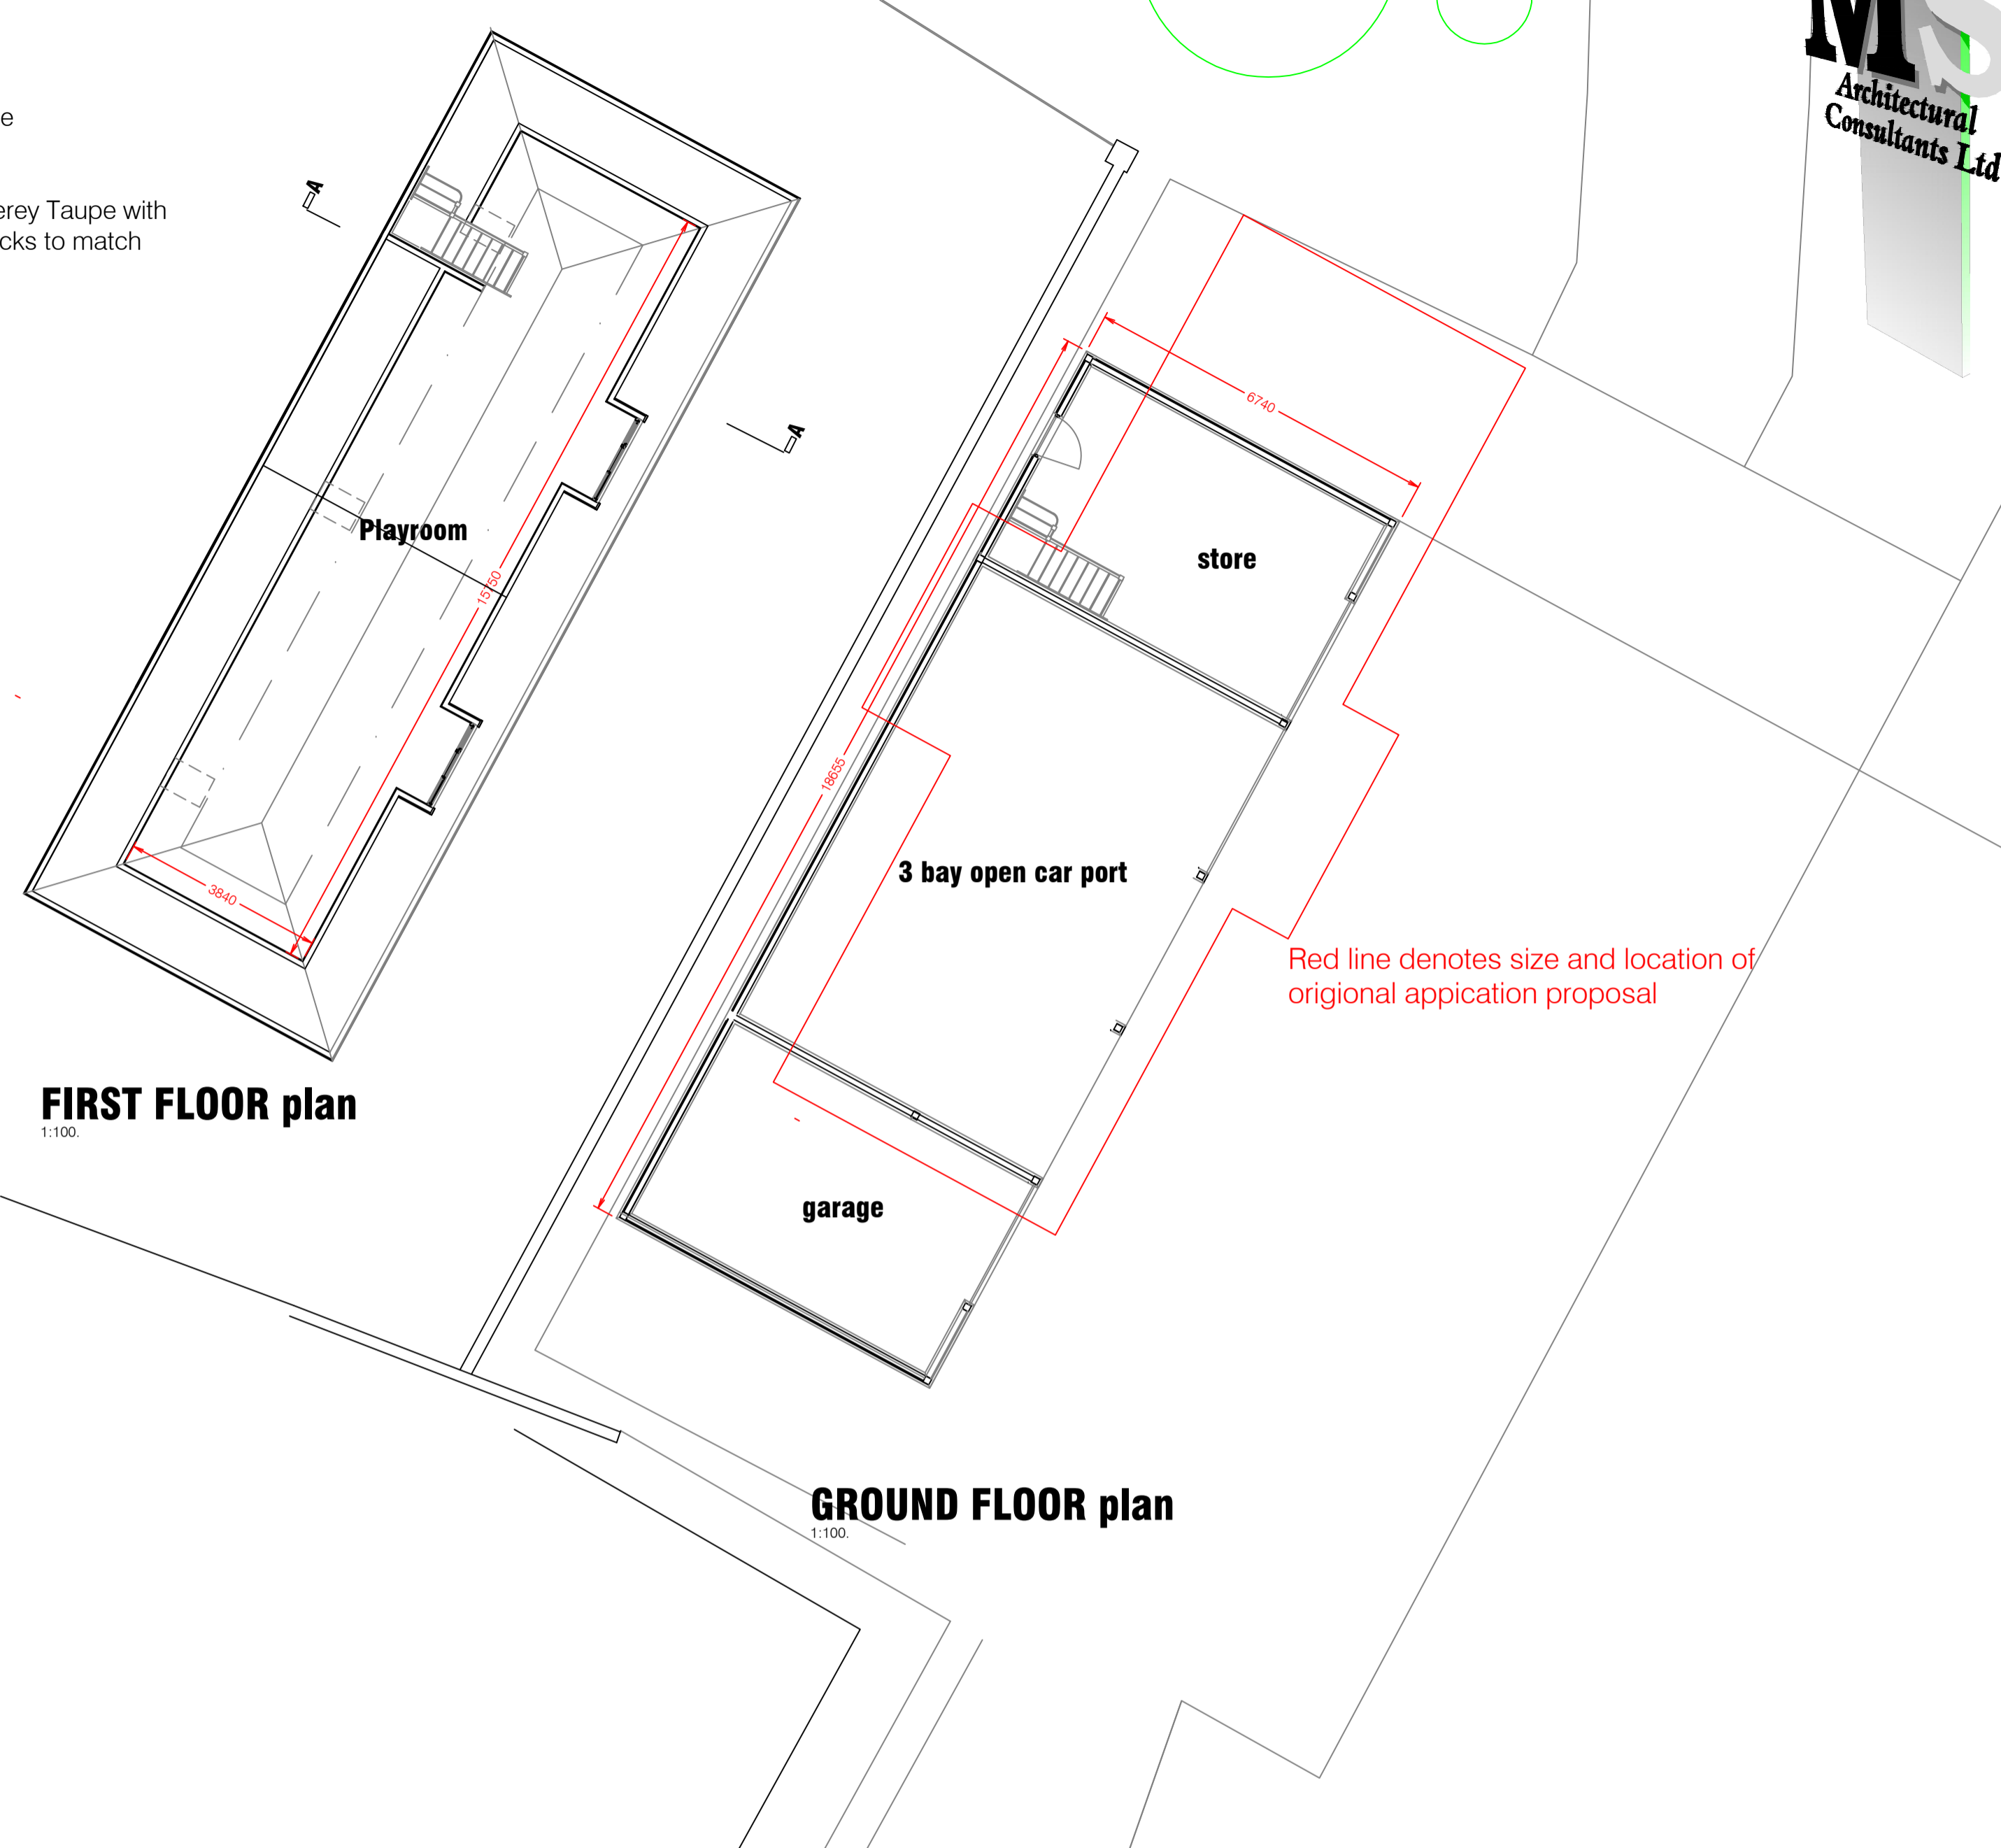 MS
Architectural
Consultants Ltd
e
erey Taupe with
cks to match
A
A
6740
Playroom
store
15750
18655
3 bay open car port
3840
Red line denotes size and location of
origional appication proposal
FIRST FLOOR plan
1:100.
garage
GROUND FLOOR plan
1:100.